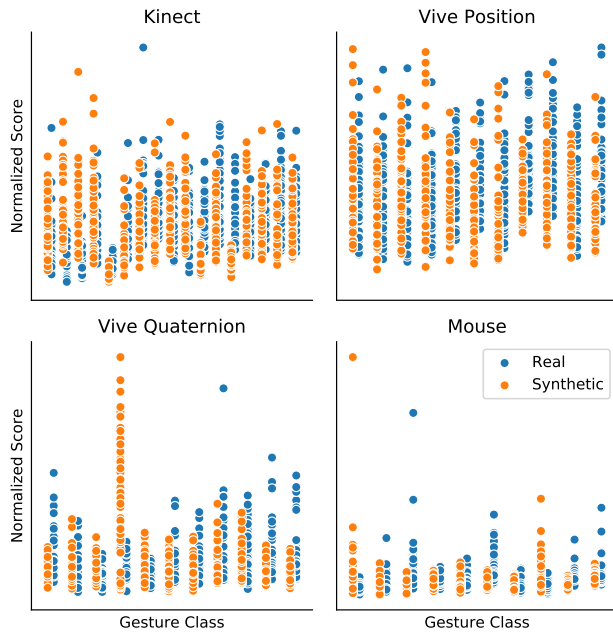 Kinect
Vive Position
Normalized Score
Vive Quaternion
Mouse
Real
Synthetic
Normalized Score
Gesture Class
Gesture Class